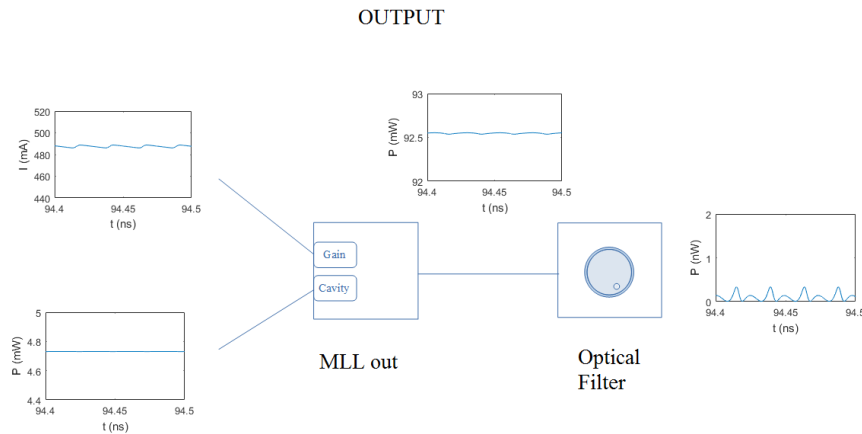 OUTPUT
93
92.5
92
P (mW)
94.4
94.45
94.5
t (ns)
520
500
480
460
440
I (mA)
94.4
94.45
94.5
t (ns)
Gain
Cavity
MLL out
Optical
Filter
2
1
0
P (nW)
94.4
94.45
94.5
t (ns)
5
4.8
4.6
4.4
P (mW)
94.4
94.45
94.5
t (ns)